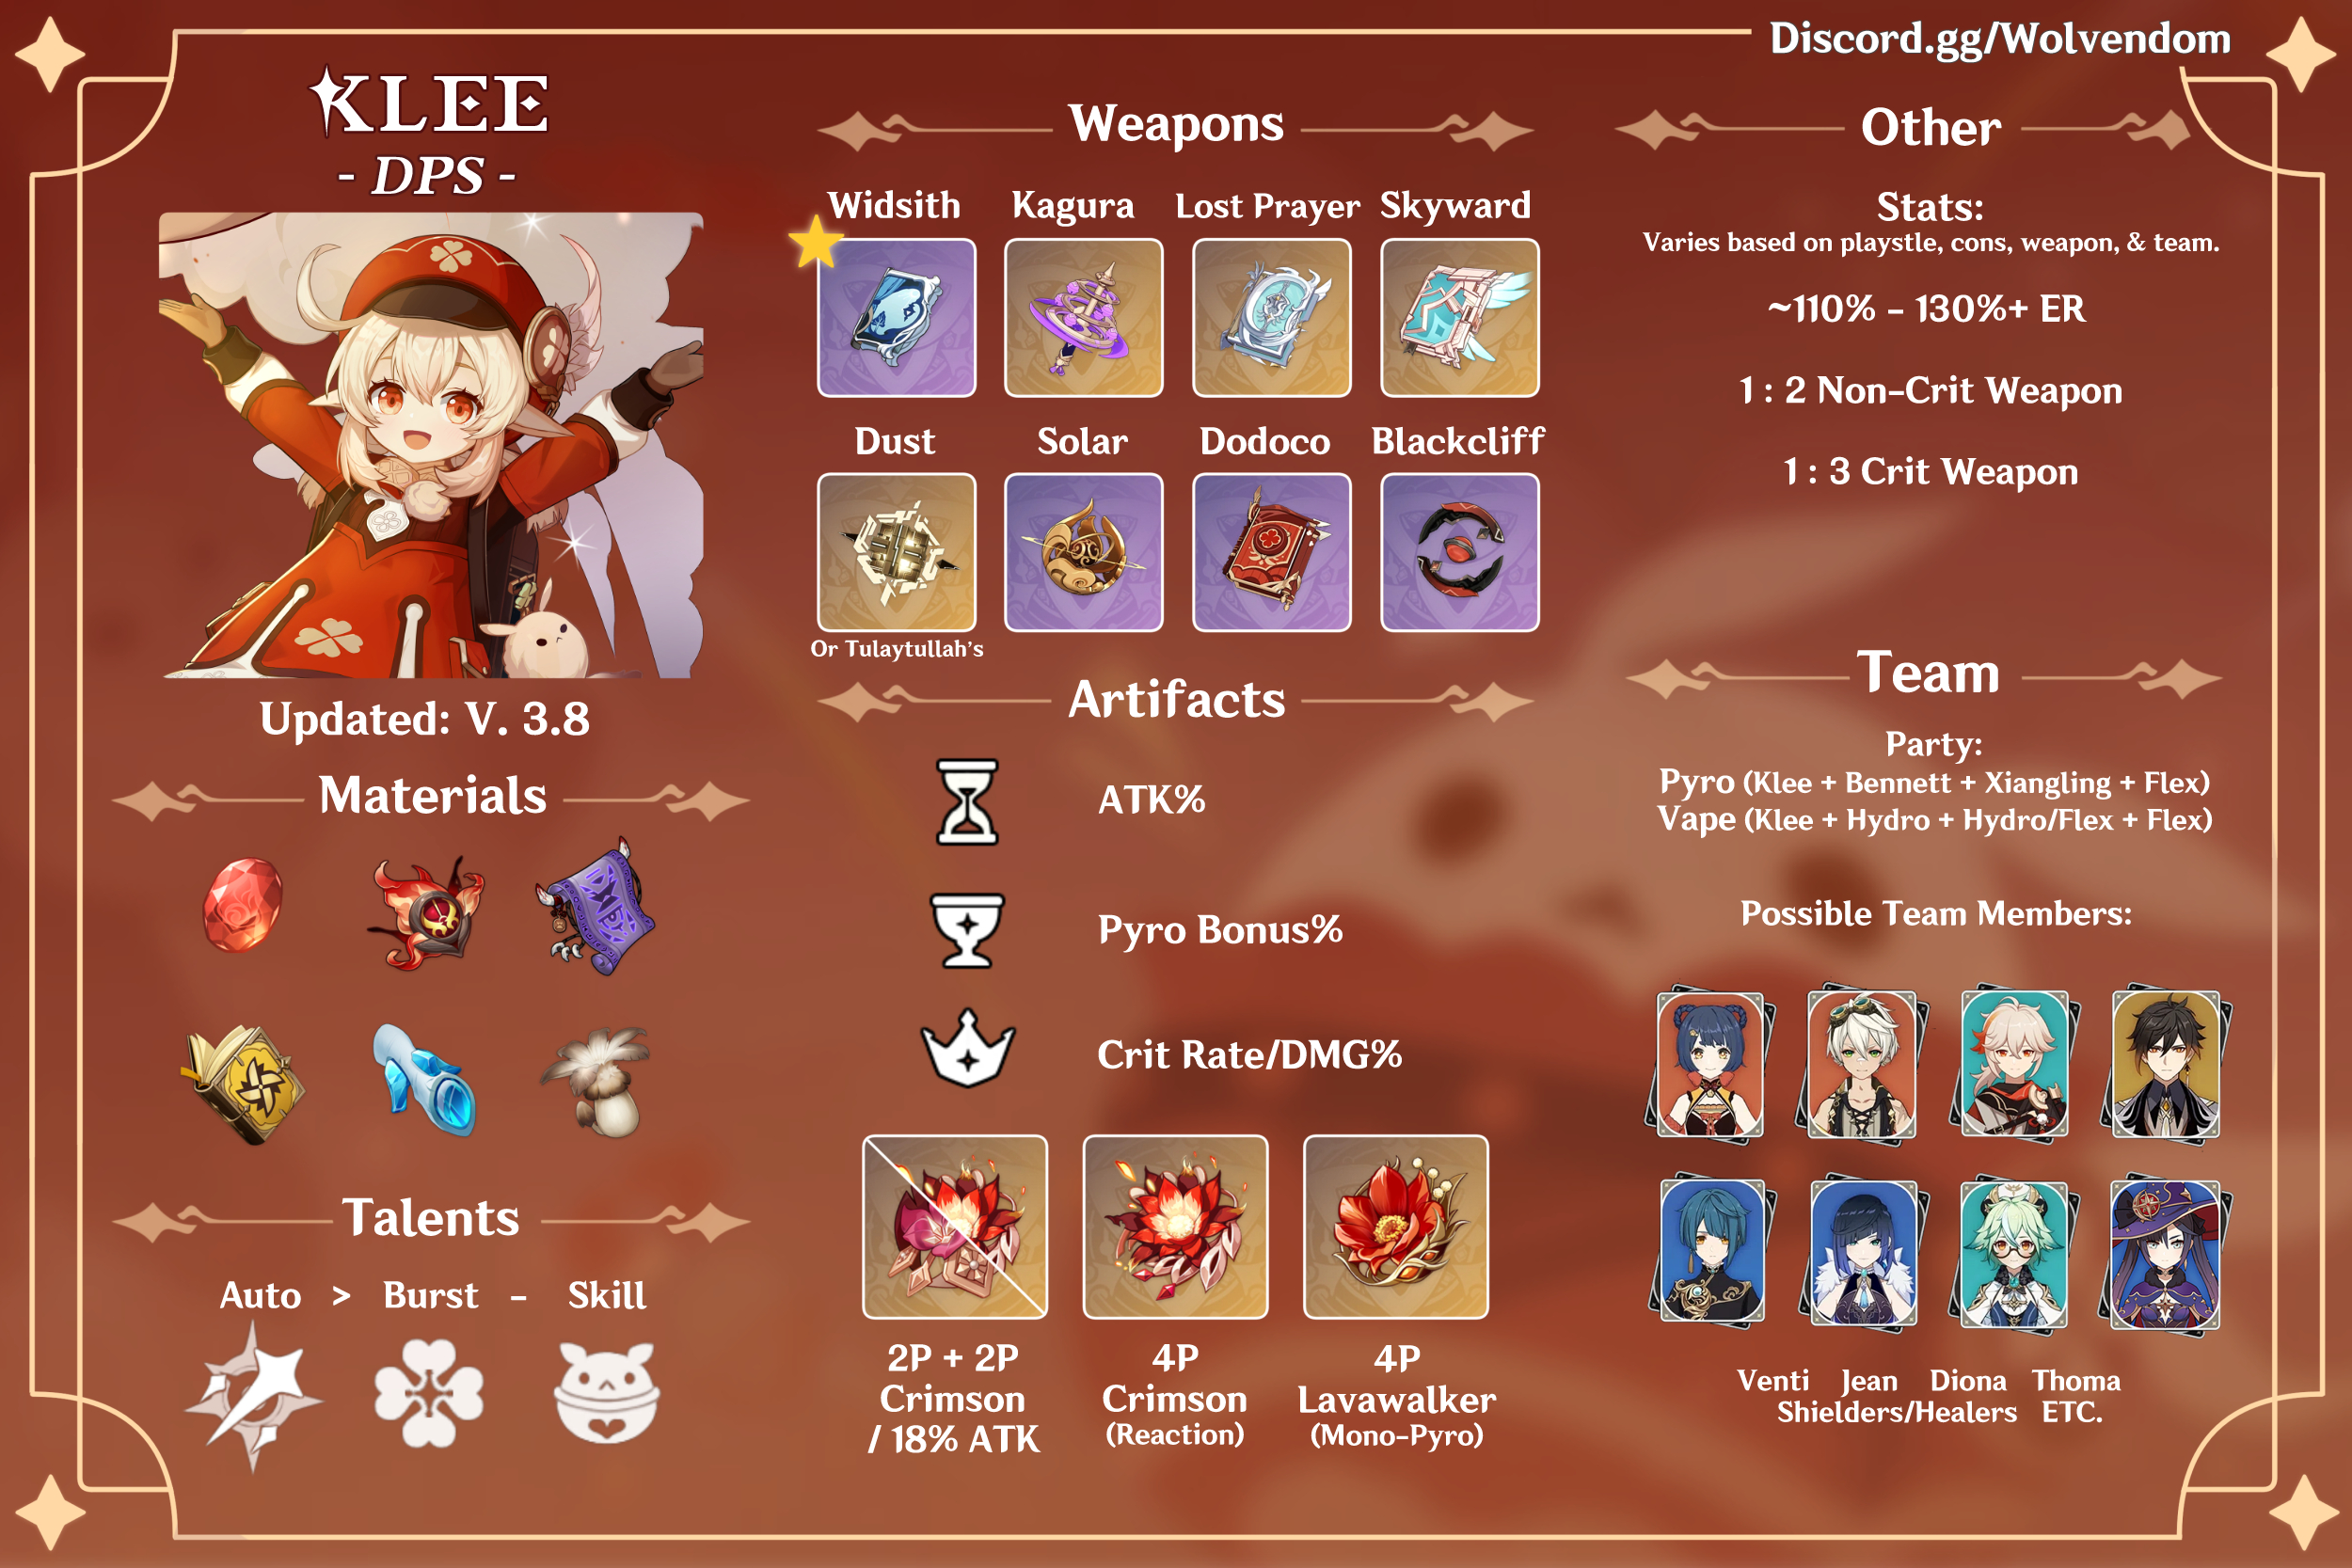 Discord.gg/Wolvendom
KLEE
- DPS -
Updated: V. 3.8
Materials
Talents
Auto > Burst - Skill
Weapons
Widsith Kagura Lost Prayer Skyward
Dust Solar Dodoco Blackcliff
Or Tulaytullah's
Artifacts
ATK%
Pyro Bonus%
Crit Rate/DMG%
2P + 2P
Crimson
/ 18% ATK
4P
Crimson
(Reaction)
4P
Lavawalker
(Mono-Pyro)
Other
Stats:
Varies based on playstle, cons, weapon, & team.
~110% - 130%+ ER
1 : 2 Non-Crit Weapon
1 : 3 Crit Weapon
Team
Party:
Pyro (Klee + Bennett + Xiangling + Flex)
Vape (Klee + Hydro + Hydro/Flex + Flex)
Possible Team Members:
Venti Jean Diona Thoma
Shielders/Healers ETC.